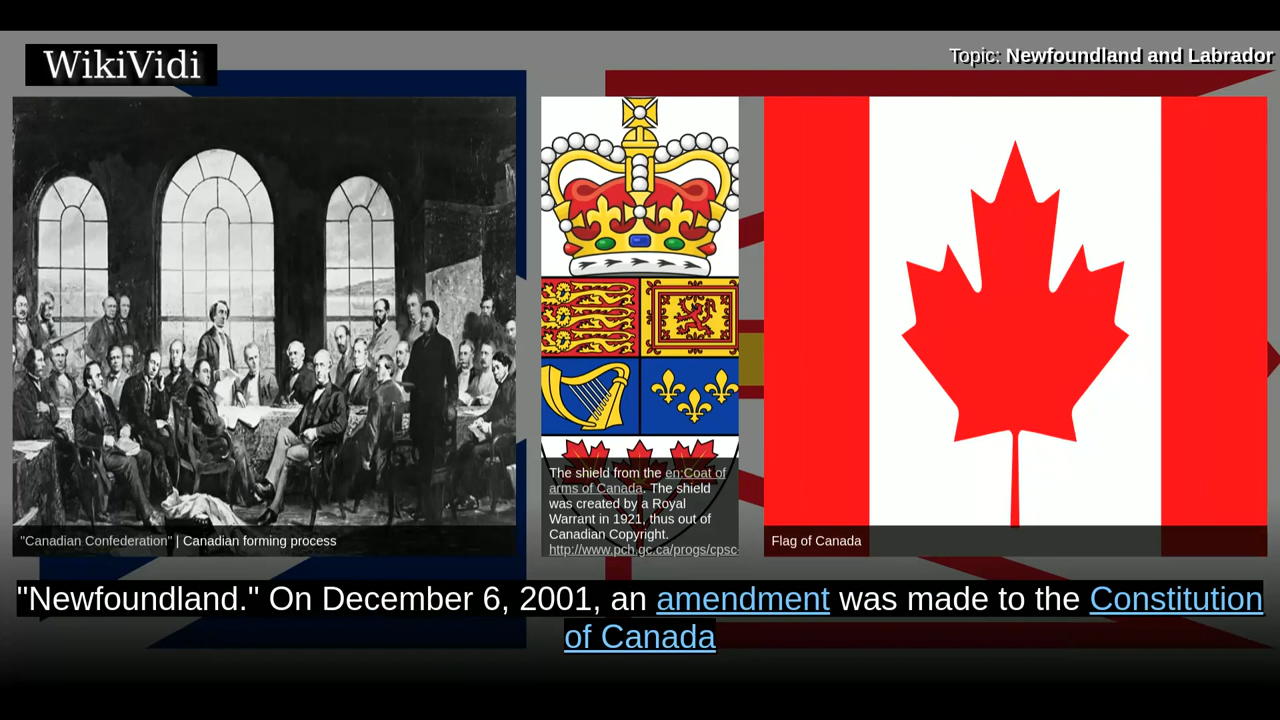 WikiVidi
Topic: Newfoundland and Labrador
"Canadian Confederation" | Canadian forming process
The shield from the en:Coat of
arms of Canada. The shield
was created by a Royal
Warrant in 1921, thus out of
Canadian Copyright.
http://www.pch.gc.ca/progs/cpsc-
Flag of Canada
"Newfoundland." On December 6, 2001, an amendment was made to the Constitution
of Canada